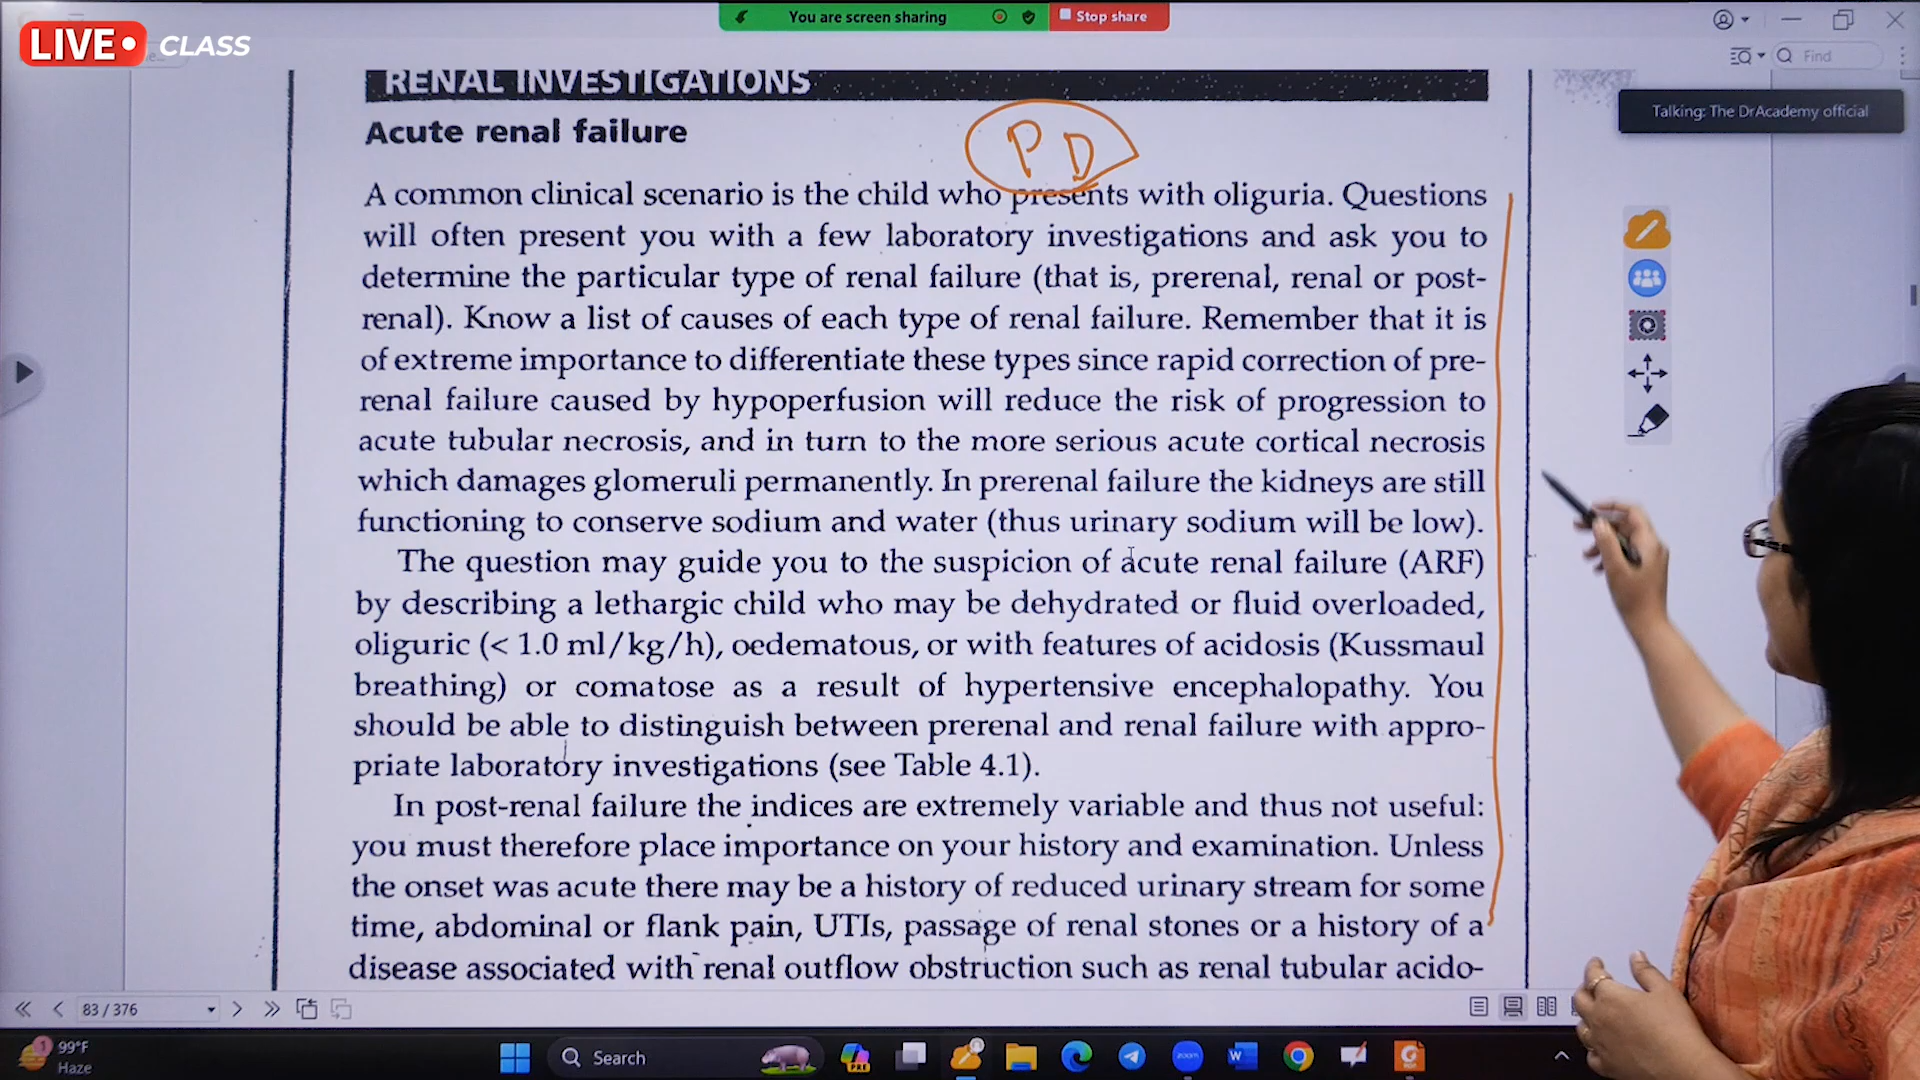 You are screen sharing
Stop share
LIVE CLASS
Find
Talking: The DrAcademy official
RENAL INVESTIGATIONS
Acute renal failure
P D
A common clinical scenario is the child who presents with oliguria. Questions
will often present you with a few laboratory investigations and ask you to
determine the particular type of renal failure (that is, prerenal, renal or post-
renal). Know a list of causes of each type of renal failure. Remember that it is
of extreme importance to differentiate these types since rapid correction of pre-
renal failure caused by hypoperfusion will reduce the risk of progression to
acute tubular necrosis, and in turn to the more serious acute cortical necrosis
which damages glomeruli permanently. In prerenal failure the kidneys are still
functioning to conserve sodium and water (thus urinary sodium will be low).
The question may guide you to the suspicion of acute renal failure (ARF)
by describing a lethargic child who may be dehydrated or fluid overloaded,
oliguric (< 1.0 ml/kg/h), oedematous, or with features of acidosis (Kussmaul
breathing) or comatose as a result of hypertensive encephalopathy. You
should be able to distinguish between prerenal and renal failure with appro-
priate laboratory investigations (see Table 4.1).
In post-renal failure the indices are extremely variable and thus not useful:
you must therefore place importance on your history and examination. Unless
the onset was acute there may be a history of reduced urinary stream for some
time, abdominal or flank pain, UTIs, passage of renal stones or a history of a
disease associated with renal outflow obstruction such as renal tubular acido-
83 / 376
1
99°F
Haze
Search
PRE
zoom
W